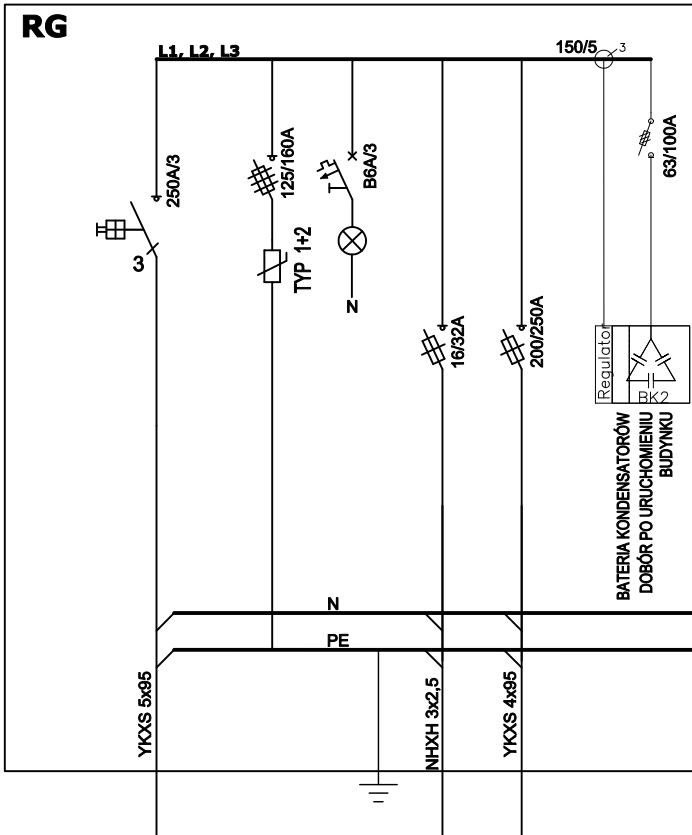 RG
L1, L2, L3
150/5
3
250A/3
3
125/160A
TYP 1+2
B6A/3
N
16/32A
200/250A
63/100A
Regulator
BK2
BATERIA KONDENSATORÓW
DOBÓR PO URUCHOMIENIU
BUDYNKU
N
PE
YKXS 5x95
NHXH 3x2,5
YKXS 4x95